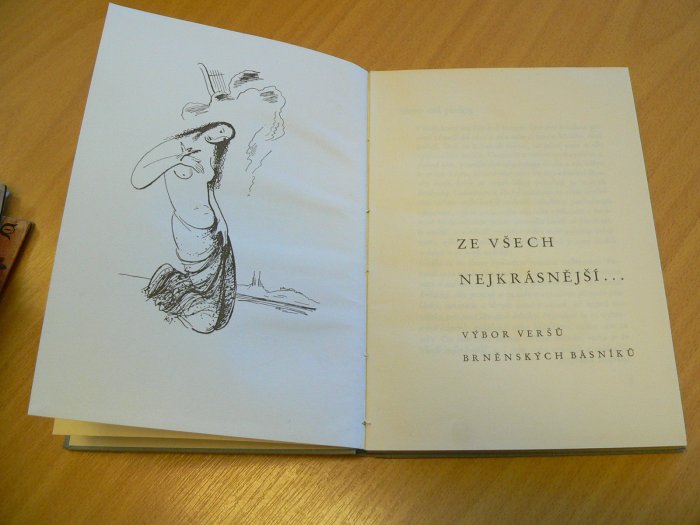 ZE VŠECH
NEJKRÁSNĚJŠÍ...
VÝBOR VERŠŮ
BRNĚNSKÝCH BÁSNÍKŮ